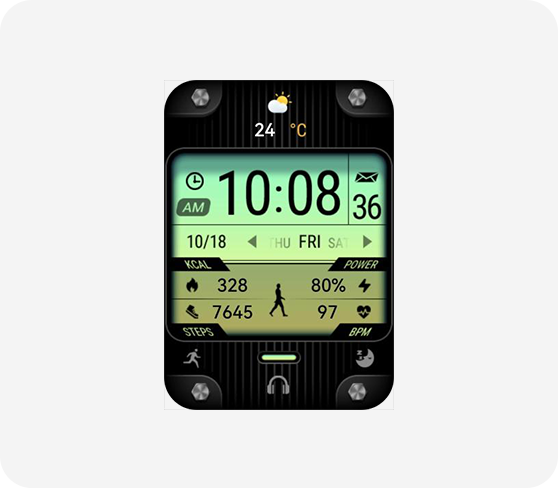 24 °C
10:08
AM
36
10/18 THU FRI SAT
KCAL POWER
328 80%
7645 97
STEPS BPM